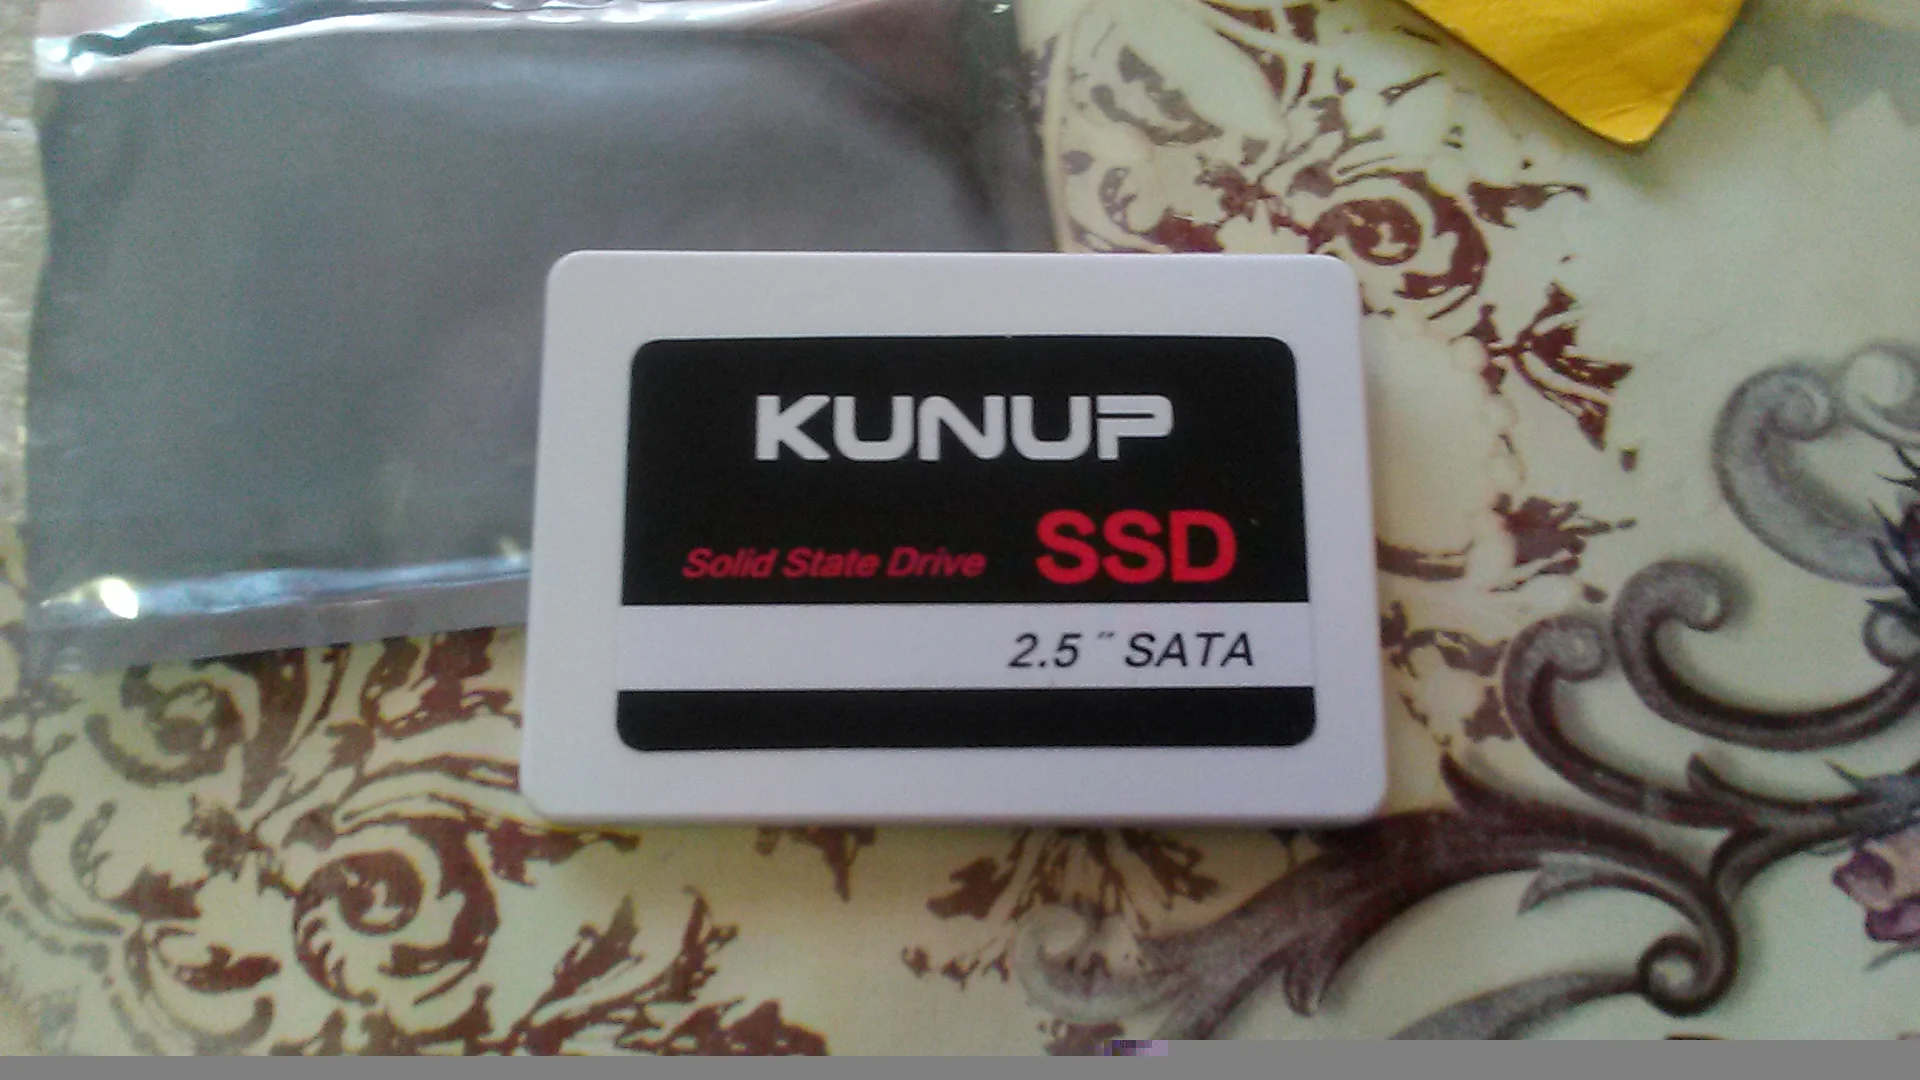 KUNUP
Solid State Drive SSD
2.5" SATA